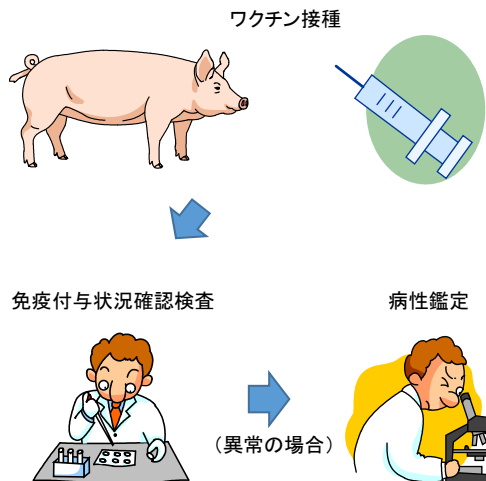 ワクチン接種
免疫付与状況確認検査
病性鑑定
（異常の場合）